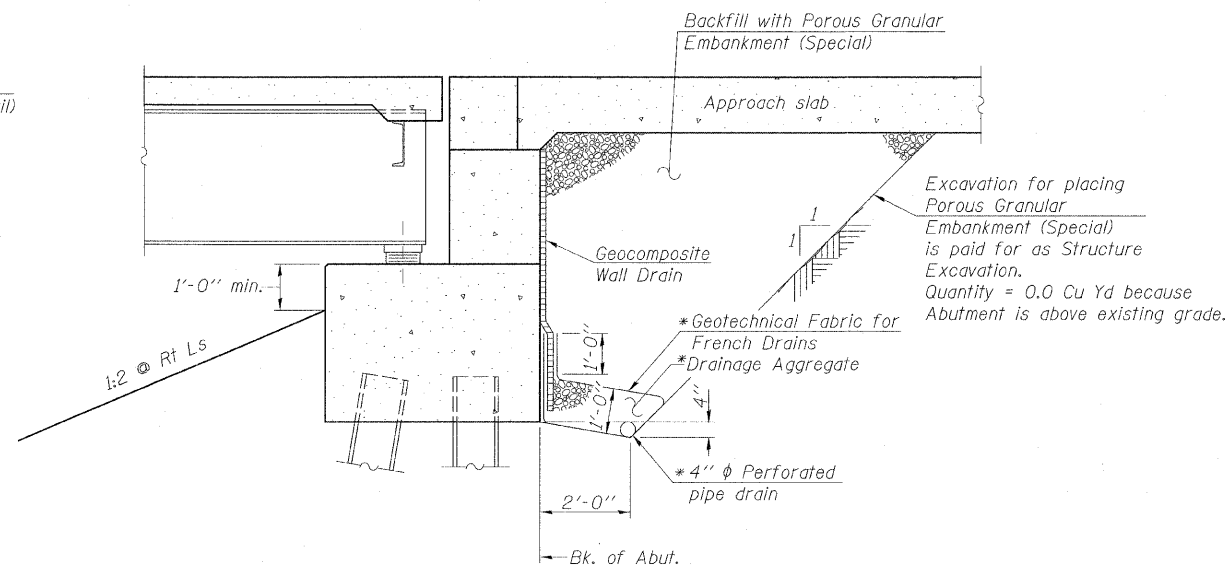 Backfill with Porous Granular
Embankment (Special)
il)
Approach slab
Excavation for placing
Porous Granular
Embankment (Special)
is paid for as Structure
Excavation.
Quantity = 0.0 Cu Yd because
Abutment is above existing grade.
1
1
Geocomposite
Wall Drain
1'-0" min.
1:2 @ Rt Ls
*Geotechnical Fabric for
French Drains
*Drainage Aggregate
1'-0"
1'-0"
4"
*4" ϕ Perforated
pipe drain
2'-0"
Bk. of Abut.